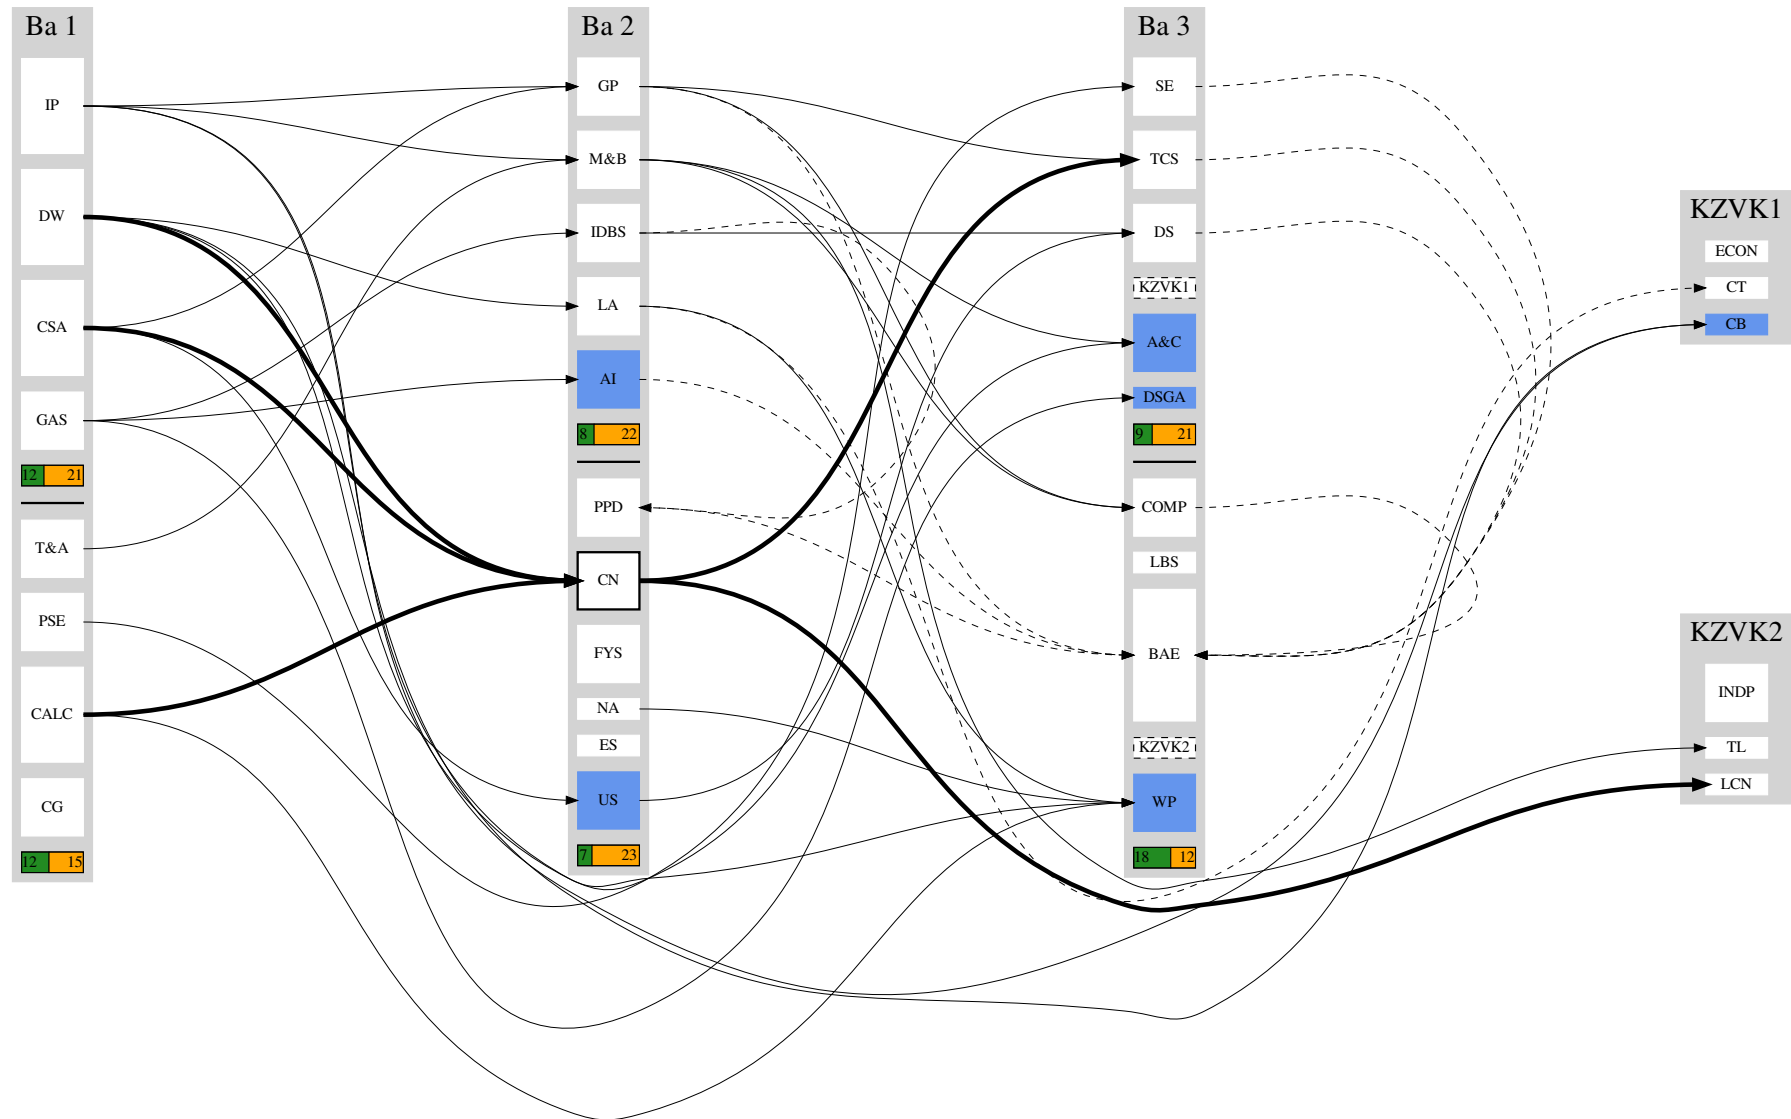 Ba 1
IP
DW
CSA
GAS
12 21
T&A
PSE
CALC
CG
12 15
Ba 2
GP
M&B
IDBS
LA
AI
8 22
PPD
CN
FYS
NA
ES
US
7 23
Ba 3
SE
TCS
DS
KZVK1
A&C
DSGA
9 21
COMP
LBS
BAE
KZVK2
WP
18 12
KZVK1
ECON
CT
CB
KZVK2
INDP
TL
LCN